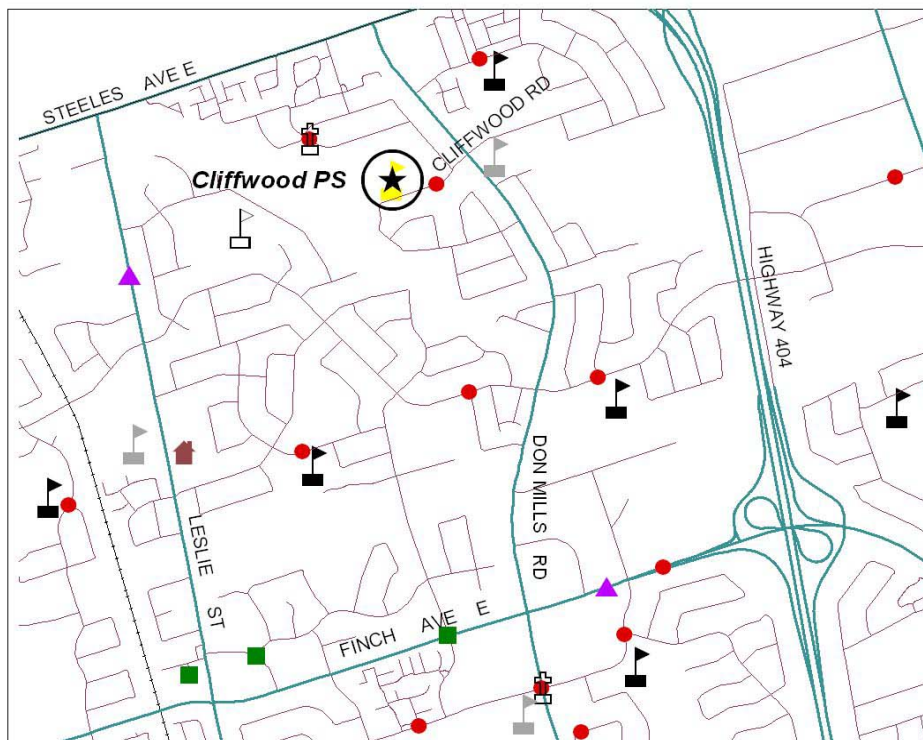 STEELES AVE E
CLIFFWOOD RD
Cliffwood PS
HIGHWAY 404
DON MILLS RD
LESLIE ST
FINCH AVE E